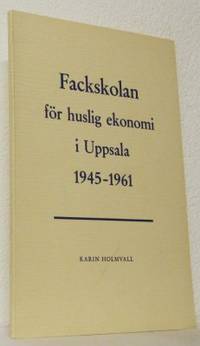 Fackskolan
för huslig ekonomi
i Uppsala
1945-1961
KARIN HOLMVALL